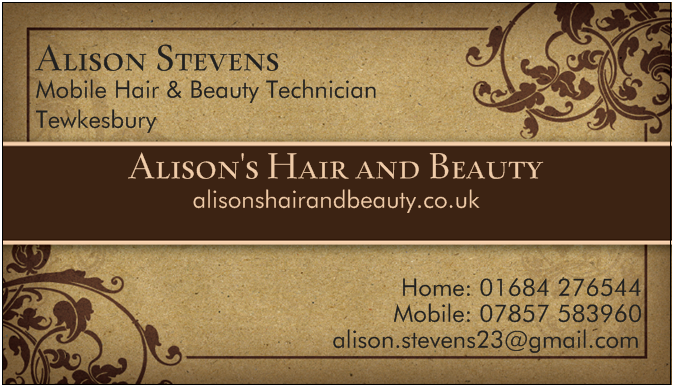 Alison Stevens
Mobile Hair & Beauty Technician
Tewkesbury
Alison's Hair and Beauty
alisonshairandbeauty.co.uk
Home: 01684 276544
Mobile: 07857 583960
alison.stevens23@gmail.com